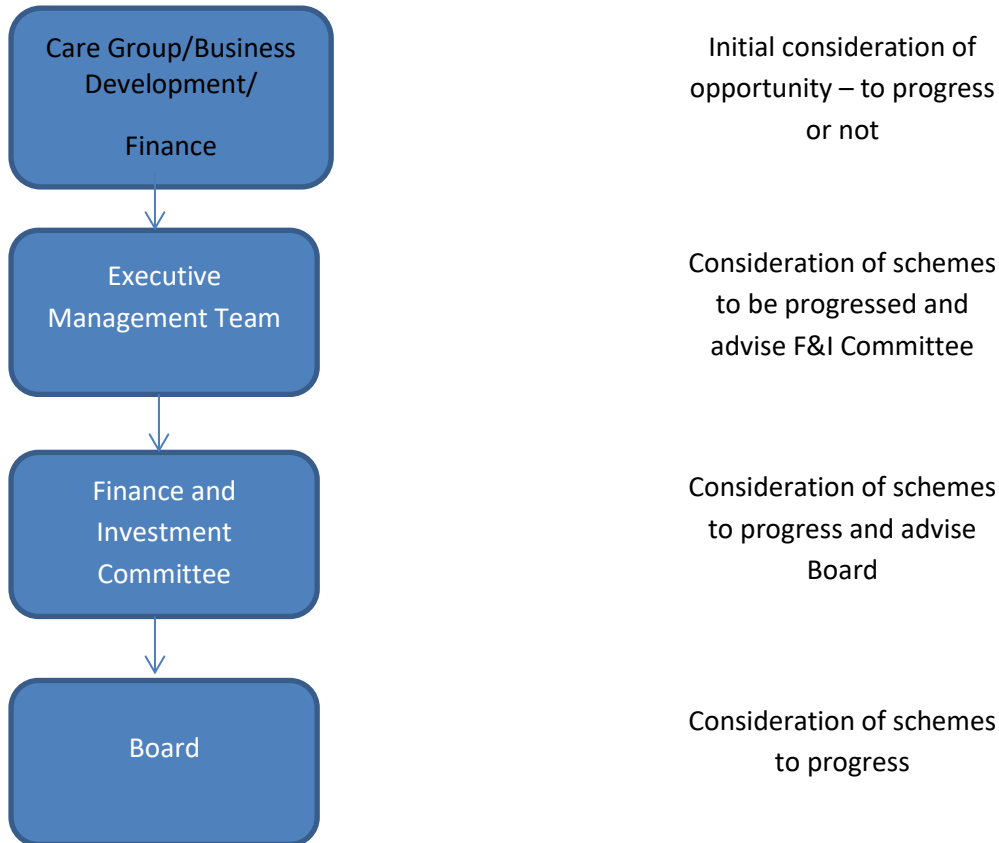 Care Group/Business
Development/
Finance
Initial consideration of
opportunity – to progress
or not
Executive
Management Team
Consideration of schemes
to be progressed and
advise F&I Committee
Finance and
Investment
Committee
Consideration of schemes
to progress and advise
Board
Board
Consideration of schemes
to progress